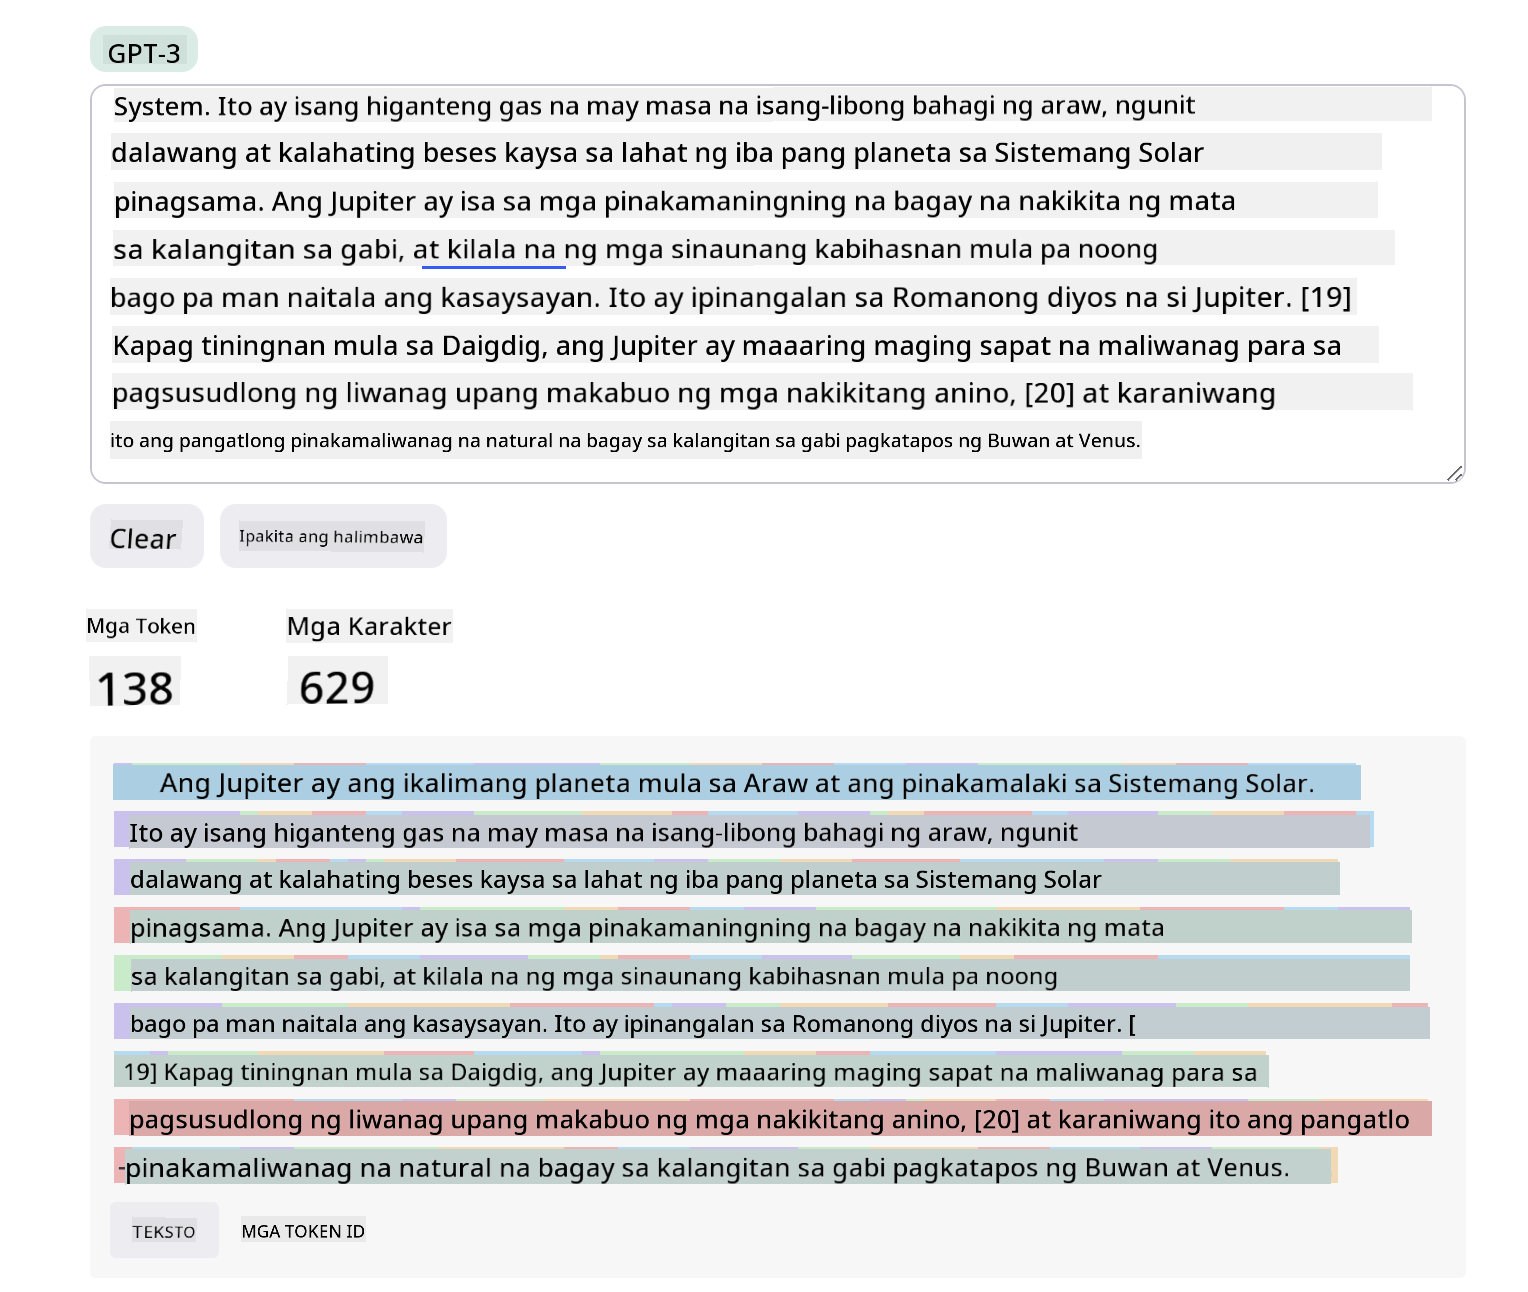 GPT-3
System. Ito ay isang higanteng gas na may masa na isang-libong bahagi ng araw, ngunit
dalawang at kalahating beses kaysa sa lahat ng iba pang planeta sa Sistemang Solar
pinagsama. Ang Jupiter ay isa sa mga pinakamaningning na bagay na nakikita ng mata
sa kalangitan sa gabi, at kilala na ng mga sinaunang kabihasnan mula pa noong
bago pa man naitala ang kasaysayan. Ito ay ipinangalan sa Romanong diyos na si Jupiter. [19]
Kapag tiningnan mula sa Daigdig, ang Jupiter ay maaaring maging sapat na maliwanag para sa
pagsusudlong ng liwanag upang makabuo ng mga nakikitang anino, [20] at karaniwang
ito ang pangatlong pinakamaliwanag na natural na bagay sa kalangitan sa gabi pagkatapos ng Buwan at Venus.
Clear Ipakita ang halimbawa
Mga Token Mga Karakter
138 629
Ang Jupiter ay ang ikalimang planeta mula sa Araw at ang pinakamalaki sa Sistemang Solar.
Ito ay isang higanteng gas na may masa na isang-libong bahagi ng araw, ngunit
dalawang at kalahating beses kaysa sa lahat ng iba pang planeta sa Sistemang Solar
pinagsama. Ang Jupiter ay isa sa mga pinakamaningning na bagay na nakikita ng mata
sa kalangitan sa gabi, at kilala na ng mga sinaunang kabihasnan mula pa noong
bago pa man naitala ang kasaysayan. Ito ay ipinangalan sa Romanong diyos na si Jupiter. [
19] Kapag tiningnan mula sa Daigdig, ang Jupiter ay maaaring maging sapat na maliwanag para sa
pagsusudlong ng liwanag upang makabuo ng mga nakikitang anino, [20] at karaniwang ito ang pangatlo
-pinakamaliwanag na natural na bagay sa kalangitan sa gabi pagkatapos ng Buwan at Venus.
TEKSTO MGA TOKEN ID